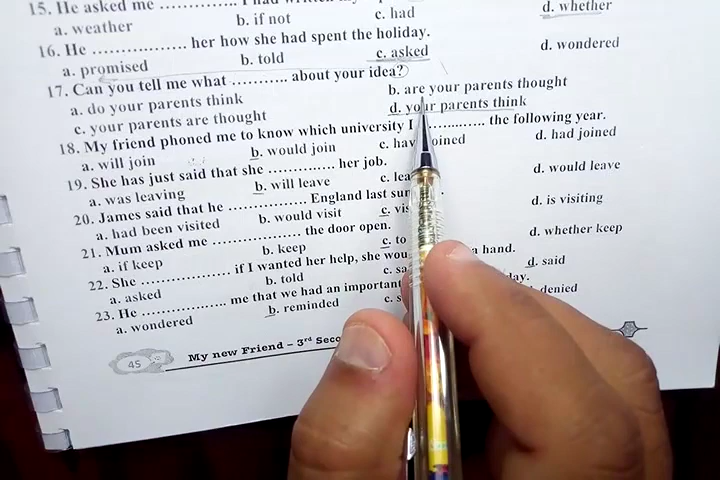 15. He asked me .............. I had written my
a. weather b. if not c. had d. whether
16. He .................. her how she had spent the holiday.
a. promised b. told c. asked d. wondered
17. Can you tell me what ........... about your idea?
a. do your parents think b. are your parents thought
c. your parents are thought d. your parents think
18. My friend phoned me to know which university I .............. the following year.
a. will join b. would join c. have joined d. had joined
19. She has just said that she ............... her job.
a. was leaving b. will leave c. d. would leave
20. James said that he ................. England last
a. had been visited b. would visit c. d. is visiting
21. Mum asked me .................. the door open.
a. if keep b. keep c. to d. whether keep
22. She .................. if I wanted her help, she n hand.
a. asked b. told c. d. said
23. He .................. me that we had an important day.
a. wondered b. reminded c. denied
45 My new Friend – 3rd